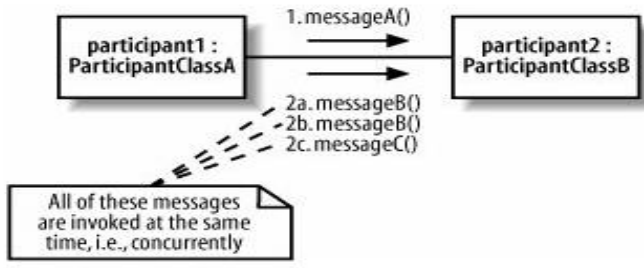 1. messageA()
participant1 :
ParticipantClassA
participant2 :
ParticipantClassB
2a. messageB()
2b. messageB()
2c. messageC()
All of these messages
are invoked at the same
time, i.e., concurrently